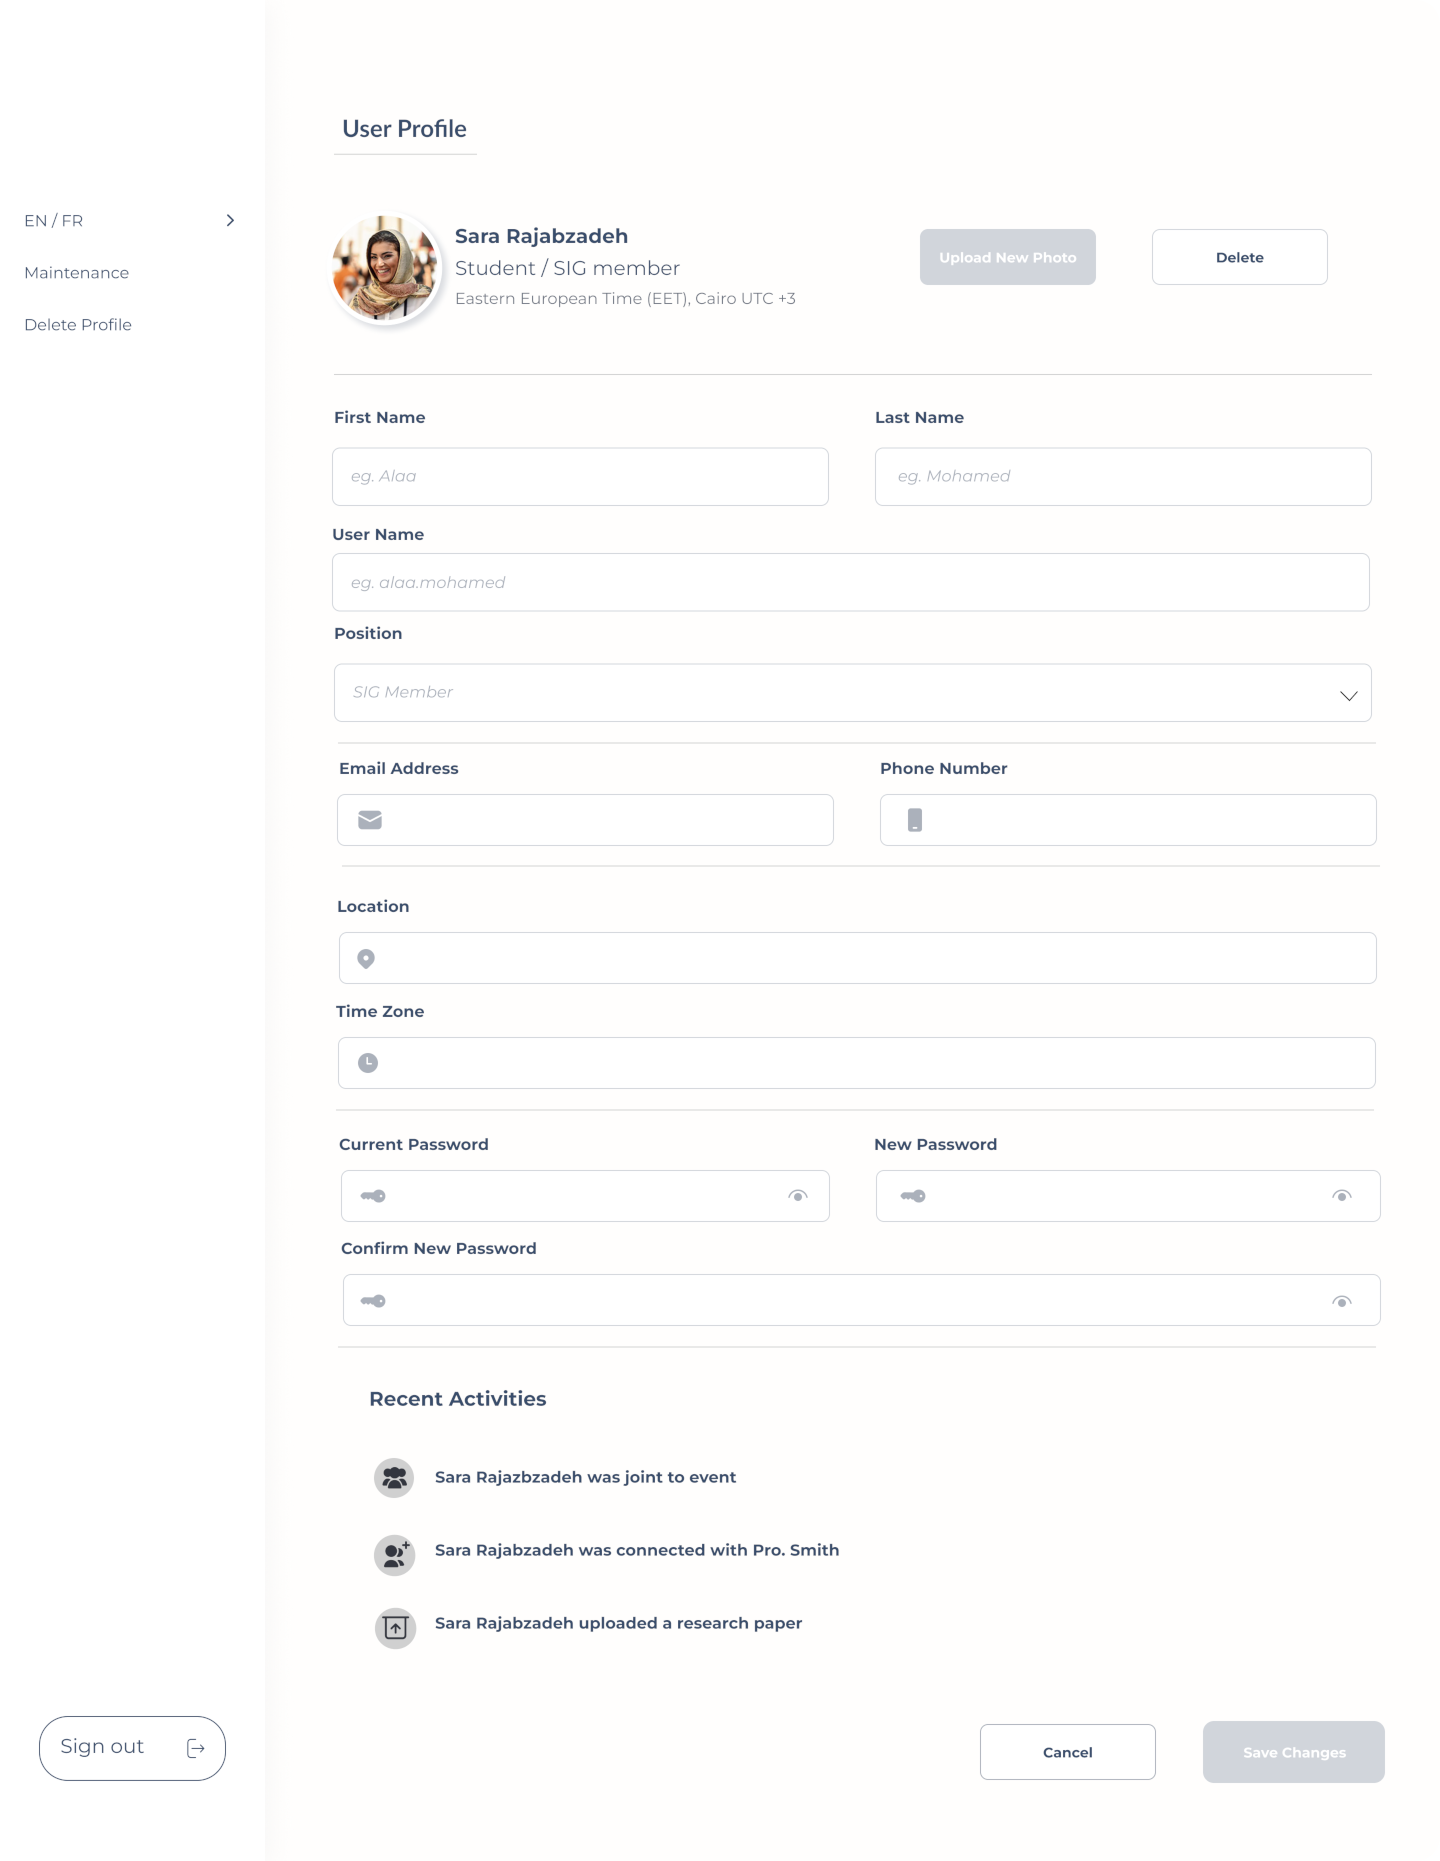 EN / FR
Maintenance
Delete Profile
Sign out
User Profile
Sara Rajabzadeh
Student / SIG member
Eastern European Time (EET), Cairo UTC +3
Upload New Photo
Delete
First Name
Last Name
eg. Alaa
eg. Mohamed
User Name
eg. alaa.mohamed
Position
SIG Member
Email Address
Phone Number
Location
Time Zone
Current Password
New Password
Confirm New Password
Recent Activities
Sara Rajazbzadeh was joint to event
Sara Rajabzadeh was connected with Pro. Smith
Sara Rajabzadeh uploaded a research paper
Cancel
Save Changes